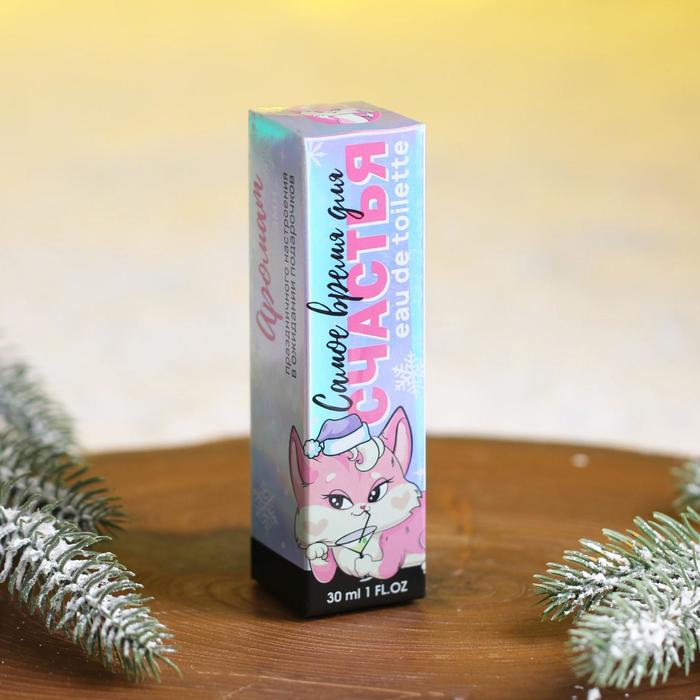 Аромат
праздничного настроения
в ожидании подарочков
Самое время для
СЧАСТЬЯ
eau de toilette
30 ml 1 FL.OZ